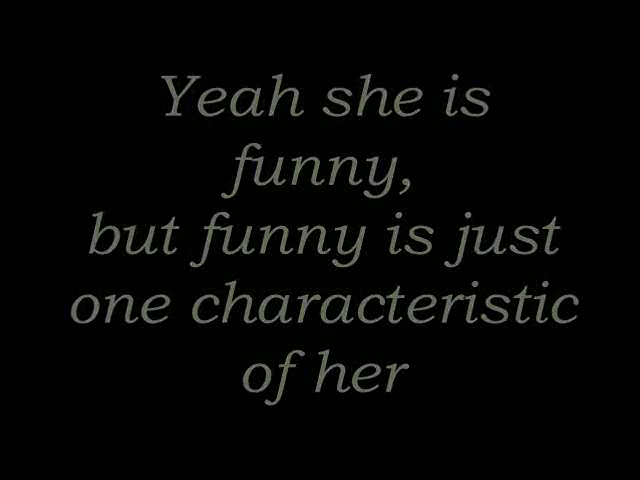 Yeah she is
funny,
but funny is just
one characteristic
of her